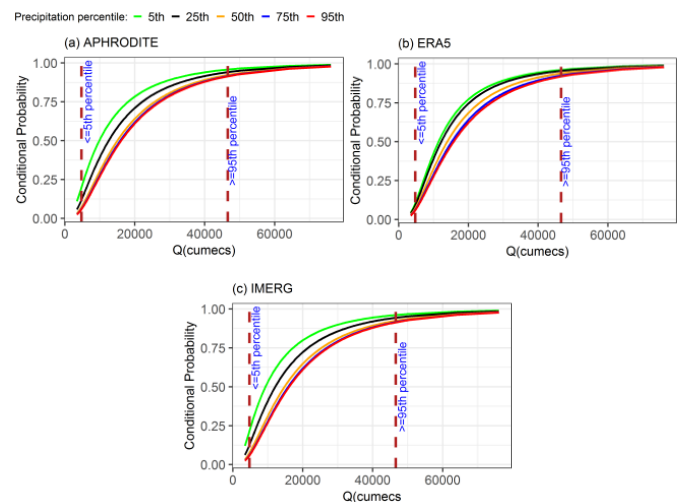 Precipitation percentile: 5th 25th 50th 75th 95th
(a) APHRODITE
Conditional Probability
1.00
0.75
0.50
0.25
0.00
<=5th percentile
>=95th percentile
0 20000 40000 60000
Q(cumecs)
(b) ERA5
Conditional Probability
1.00
0.75
0.50
0.25
0.00
<=5th percentile
>=95th percentile
0 20000 40000 60000
Q(cumecs)
(c) IMERG
Conditional Probability
1.00
0.75
0.50
0.25
0.00
<=5th percentile
>=95th percentile
0 20000 40000 60000
Q(cumecs